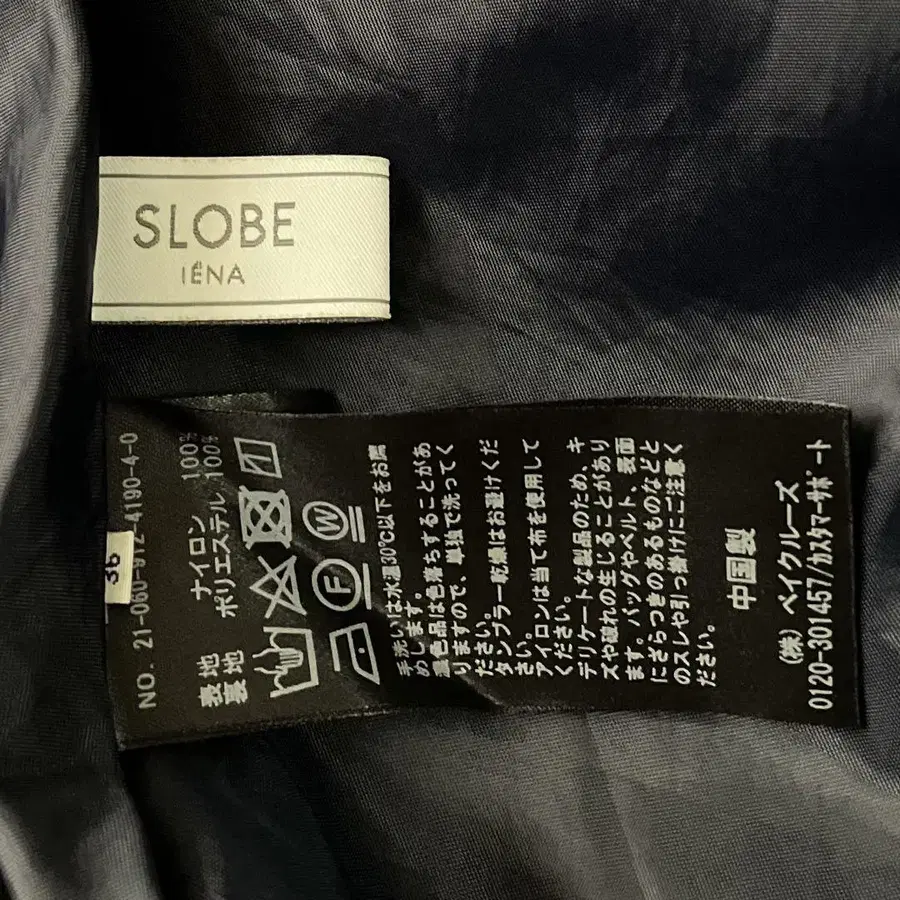 SLOBE
IÉNA
36
NO. 21-060-912-4190-4-0
表地 ナイロン 100%
裏地 ポリエステル 100%
W
F
手洗いは水温30℃以下をお薦
めします。
濃色品は色落ちすることがあ
りますので、単独で洗ってく
ださい。
タンブラー乾燥はお避けくだ
さい。
アイロンは当て布を使用して
ください。
デリケートな製品のため、キ
ズや破れの生じることがあり
ます。バッグやベルト、表面
にざらつきのあるものなどと
のスレや引っ掛けにご注意く
ださい。
中国製
(株) ベイクルーズ
0120-301457/カスタマーサポート